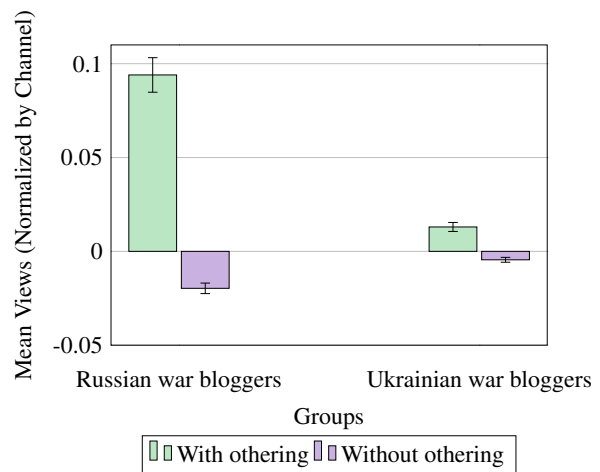 0.1
0.05
0
-0.05
Mean Views (Normalized by Channel)
Russian war bloggers Ukrainian war bloggers
Groups
With othering Without othering